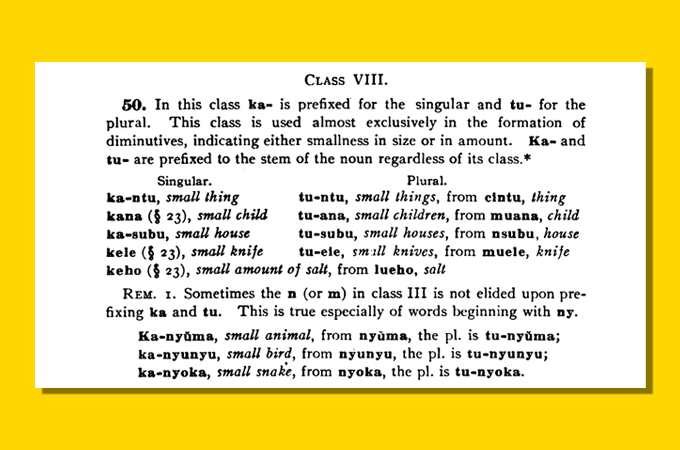 CLASS VIII.
50. In this class ka- is prefixed for the singular and tu- for the
plural. This class is used almost exclusively in the formation of
diminutives, indicating either smallness in size or in amount. Ka- and
tu- are prefixed to the stem of the noun regardless of its class.*
Singular. Plural.
ka-ntu, small thing tu-ntu, small things, from cintu, thing
kana (§ 23), small child tu-ana, small children, from muana, child
ka-subu, small house tu-subu, small houses, from nsubu, house
kele (§ 23), small knife tu-ele, small knives, from muele, knife
keho (§ 23), small amount of salt, from lueho, salt
REM. 1. Sometimes the n (or m) in class III is not elided upon pre-
fixing ka and tu. This is true especially of words beginning with ny.
Ka-nyŭma, small animal, from nyŭma, the pl. is tu-nyŭma;
ka-nyunyu, small bird, from nyunyu, the pl. is tu-nyunyu;
ka-nyoka, small snake, from nyoka, the pl. is tu-nyoka.